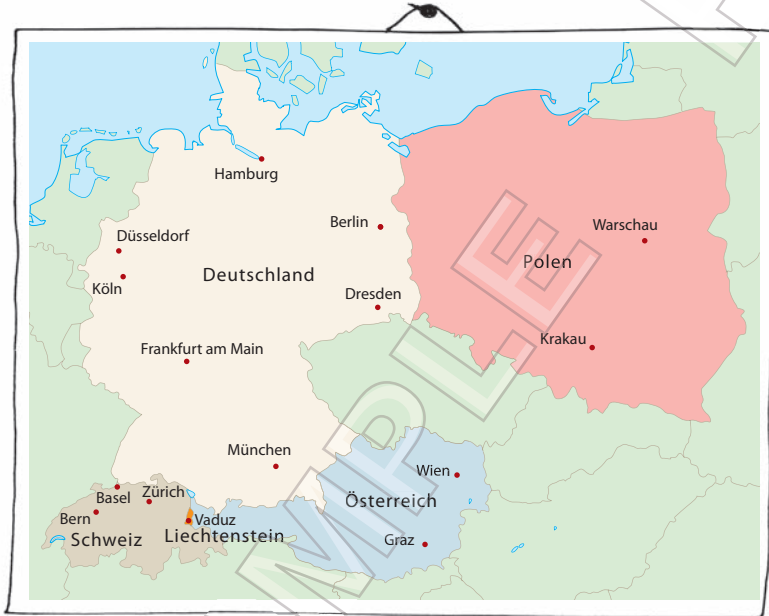 Hamburg
Berlin
Warschau
Düsseldorf
Polen
Deutschland
Köln
Dresden
Krakau
Frankfurt am Main
München
Wien
Basel
Zürich
Österreich
Bern
Vaduz
Schweiz
Liechtenstein
Graz
MPLE